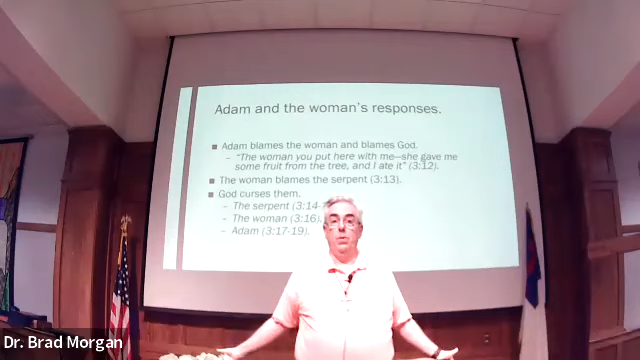 Adam and the woman's responses.
Adam blames the woman and blames God.
– "The woman you put here with me—she gave me
some fruit from the tree, and I ate it" (3:12).
The woman blames the serpent (3:13).
God curses them.
– The serpent (3:14-
– The woman (3:16).
– Adam (3:17-19).
Dr. Brad Morgan